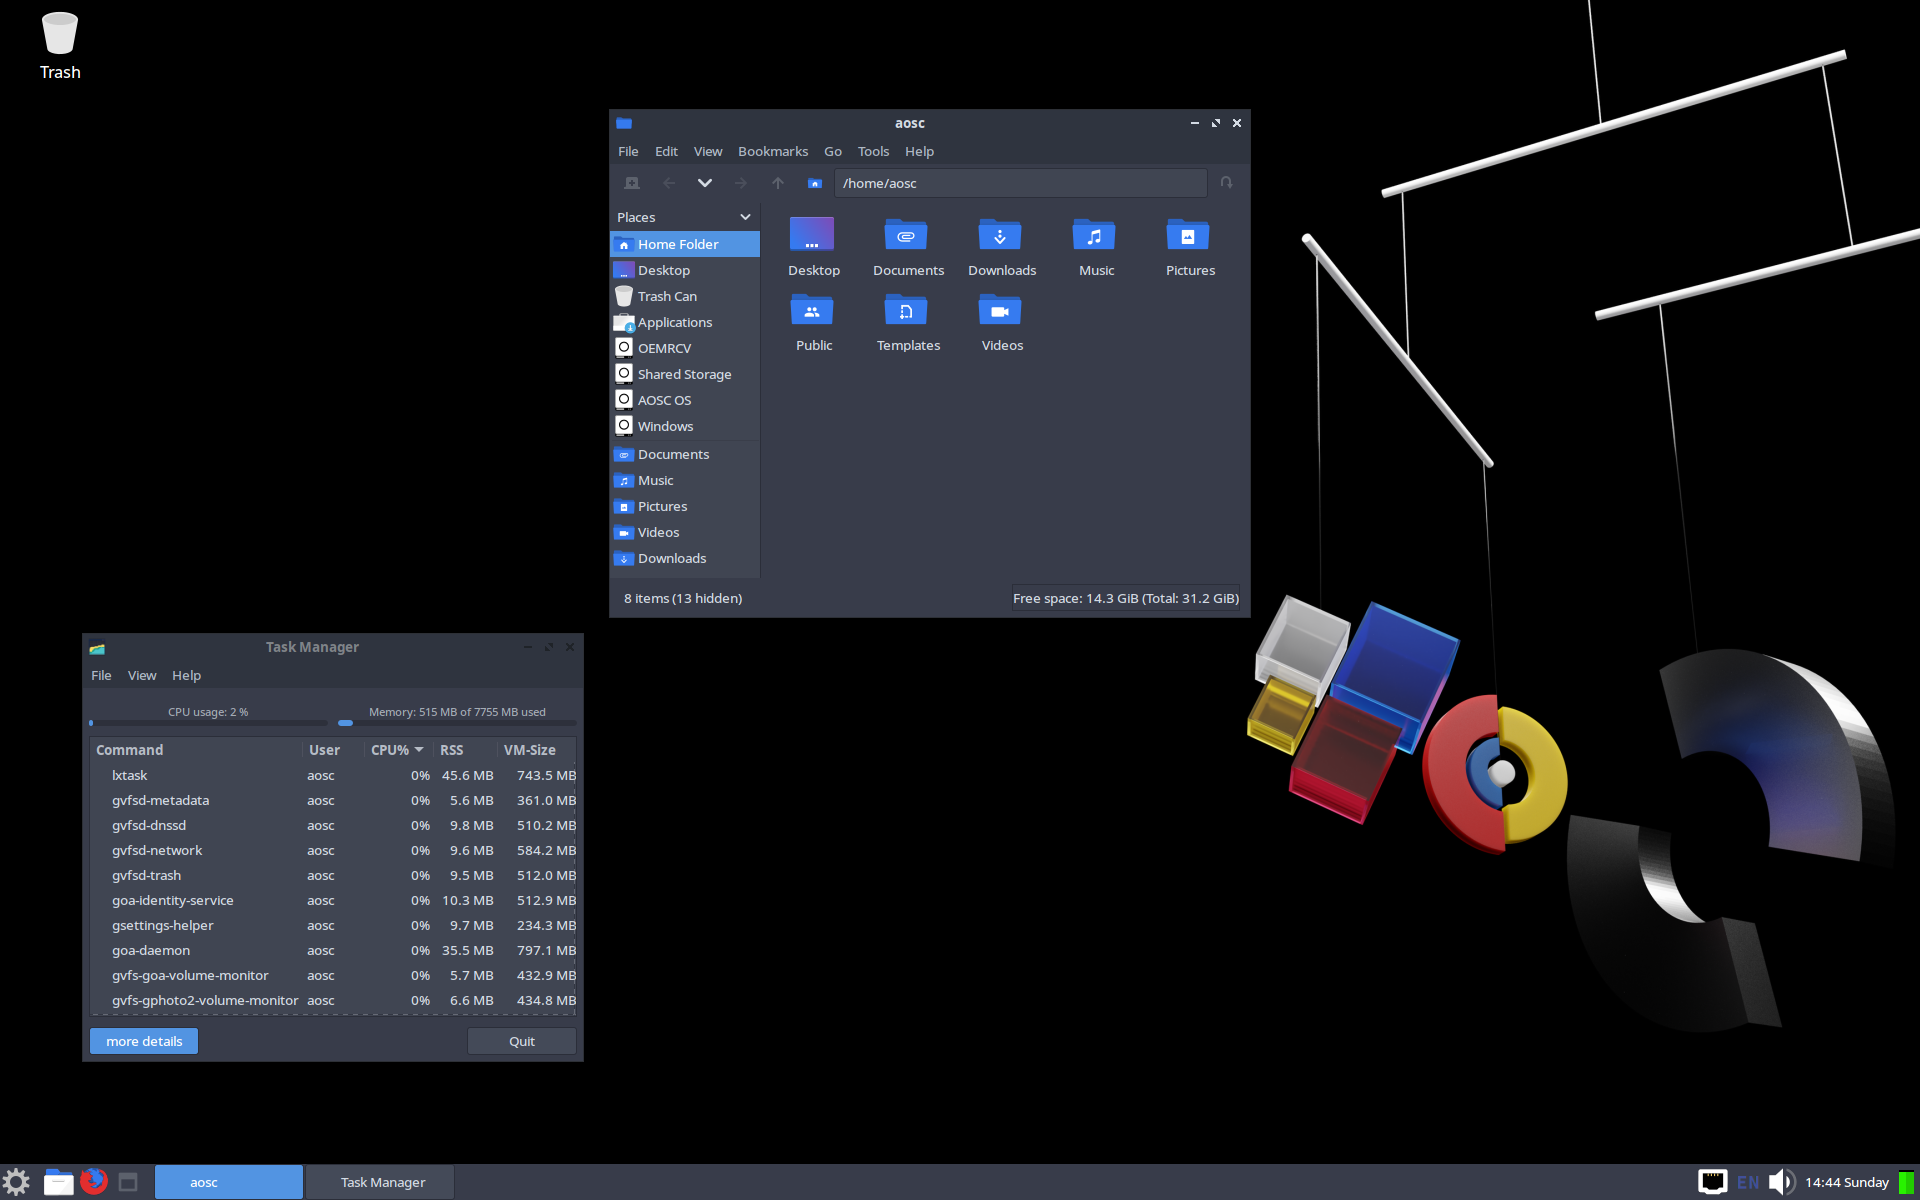 Trash
aosc
File Edit View Bookmarks Go Tools Help
/home/aosc
Places
Home Folder
Desktop
Trash Can
Applications
OEMRCV
Shared Storage
AOSC OS
Windows
Documents
Music
Pictures
Videos
Downloads
Desktop Documents Downloads Music Pictures
Public Templates Videos
8 items (13 hidden) Free space: 14.3 GiB (Total: 31.2 GiB)
Task Manager
File View Help
CPU usage: 2 % Memory: 515 MB of 7755 MB used
Command User CPU% RSS VM-Size
lxtask aosc 0% 45.6 MB 743.5 MB
gvfsd-metadata aosc 0% 5.6 MB 361.0 MB
gvfsd-dnssd aosc 0% 9.8 MB 510.2 MB
gvfsd-network aosc 0% 9.6 MB 584.2 MB
gvfsd-trash aosc 0% 9.5 MB 512.0 MB
goa-identity-service aosc 0% 10.3 MB 512.9 MB
gsettings-helper aosc 0% 9.7 MB 234.3 MB
goa-daemon aosc 0% 35.5 MB 797.1 MB
gvfs-goa-volume-monitor aosc 0% 5.7 MB 432.9 MB
gvfs-gphoto2-volume-monitor aosc 0% 6.6 MB 434.8 MB
more details Quit
aosc Task Manager EN 14:44 Sunday